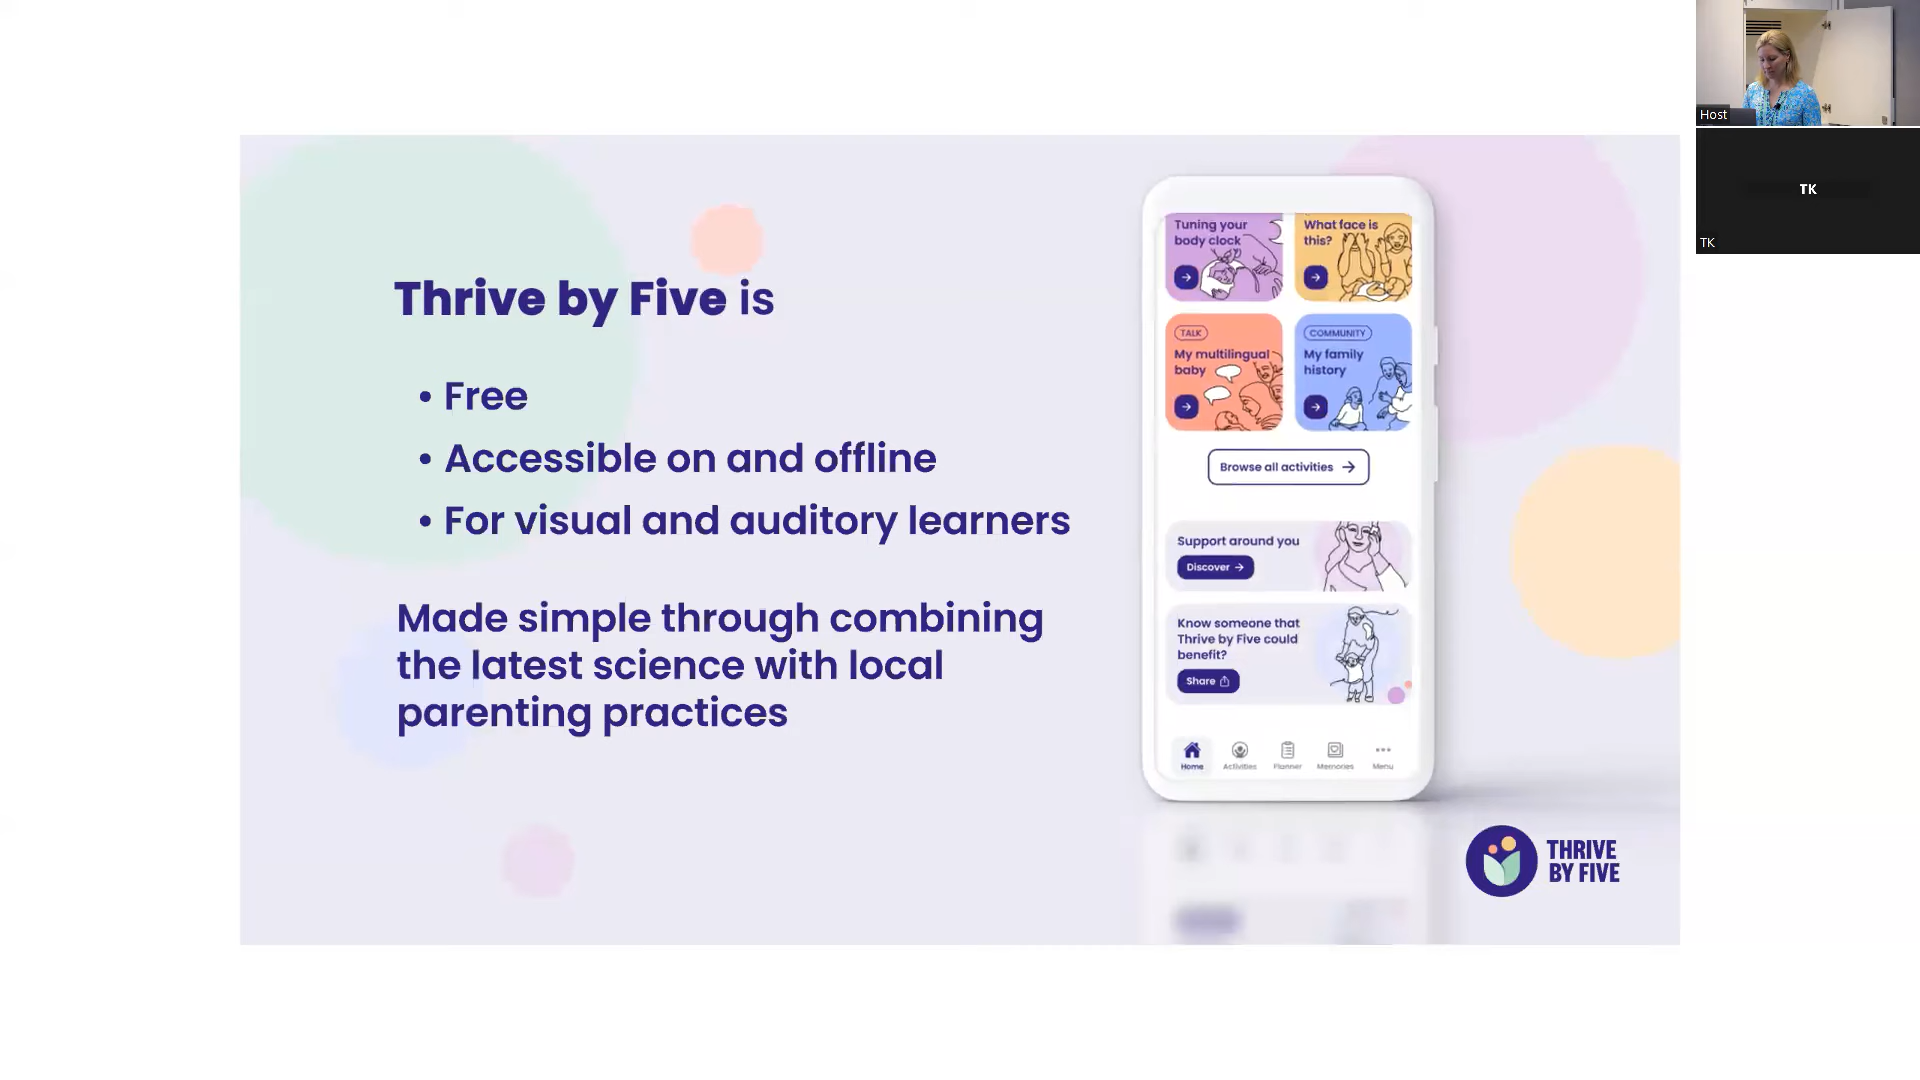 Thrive by Five is
• Free
• Accessible on and offline
• For visual and auditory learners
Made simple through combining
the latest science with local
parenting practices
Tuning your
body clock
What face is
this?
TALK
My multilingual
baby
COMMUNITY
My family
history
Browse all activities
Support around you
Discover
Know someone that
Thrive by Five could
benefit?
Share
Home
Activities
Planner
Memories
Menu
THRIVE
BY FIVE
Host
TK
TK